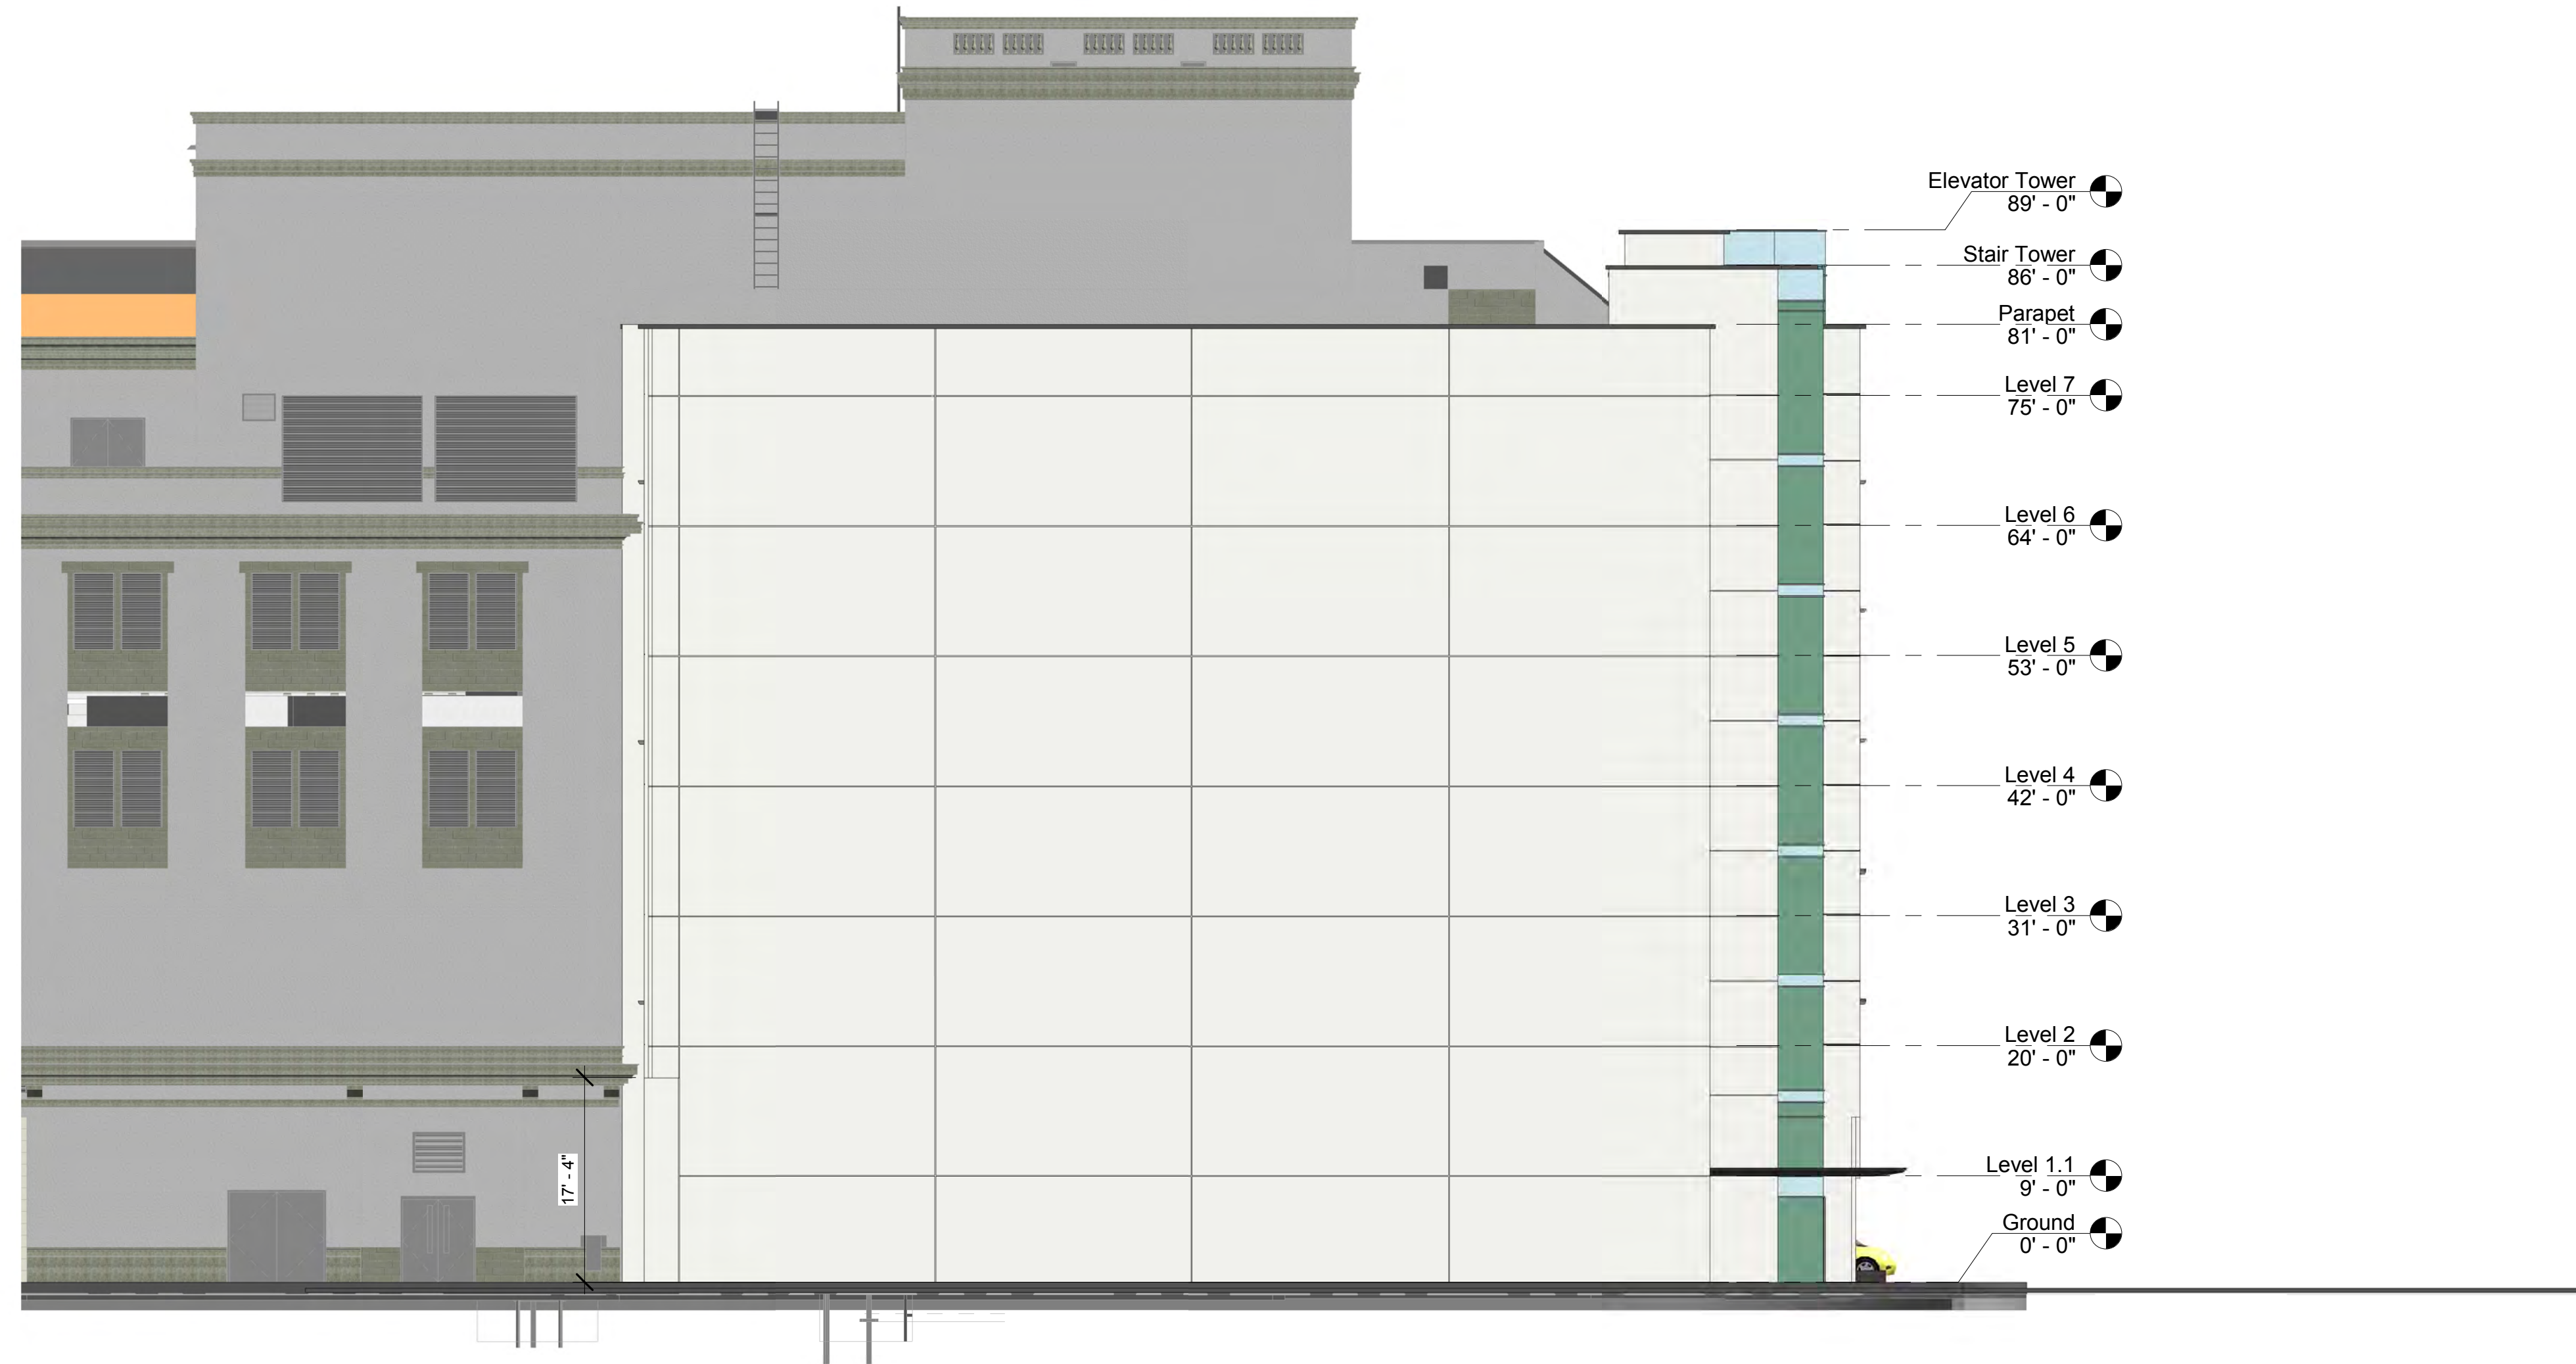 Elevator Tower
89' - 0"
Stair Tower
86' - 0"
Parapet
81' - 0"
Level 7
75' - 0"
Level 6
64' - 0"
Level 5
53' - 0"
Level 4
42' - 0"
Level 3
31' - 0"
Level 2
20' - 0"
Level 1.1
9' - 0"
Ground
0' - 0"
17' - 4"